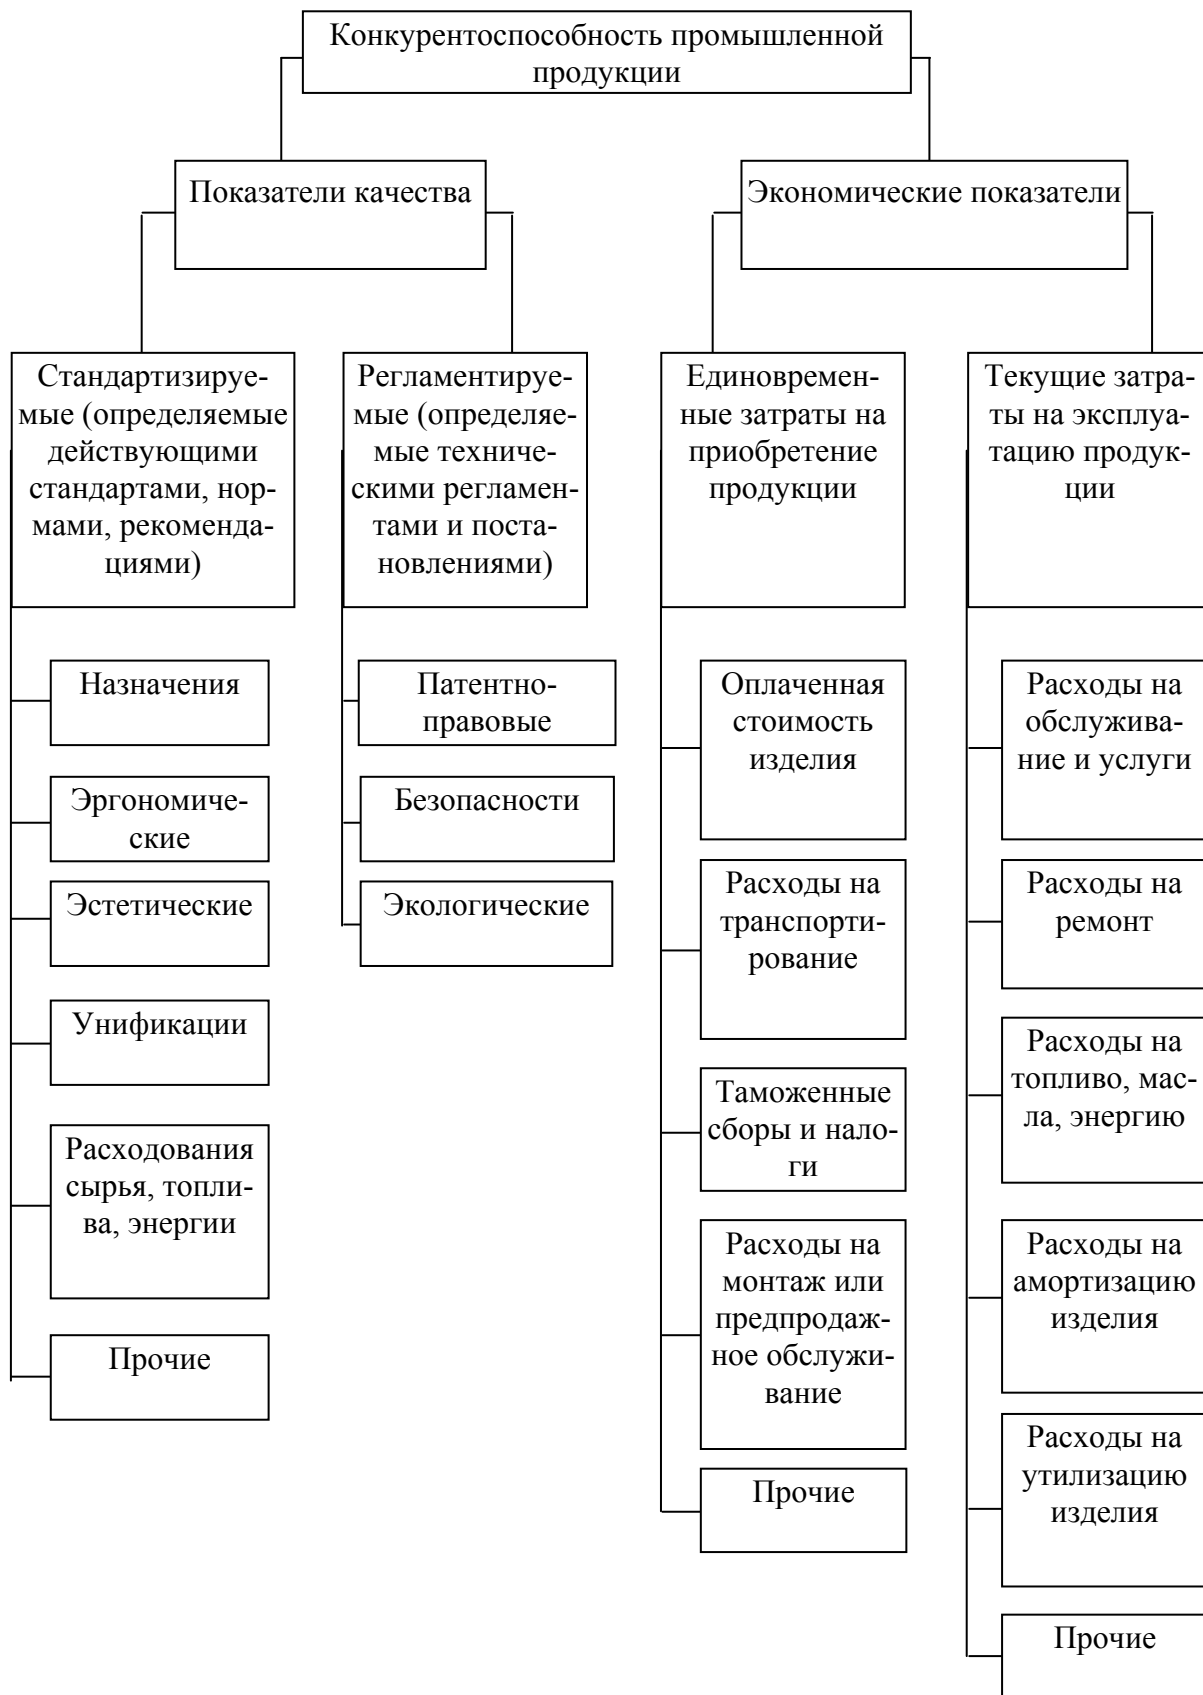 Конкурентоспособность промышленной
продукции
Показатели качества
Экономические показатели
Стандартизируе-
мые (определяемые
действующими
стандартами, нор-
мами, рекоменда-
циями)
Регламентируе-
мые (определяе-
мые техниче-
скими регламен-
тами и поста-
новлениями)
Единовремен-
ные затраты на
приобретение
продукции
Текущие затра-
ты на эксплуа-
тацию продук-
ции
Назначения
Эргономиче-
ские
Эстетические
Унификации
Расходования
сырья, топли-
ва, энергии
Прочие
Патентно-
правовые
Безопасности
Экологические
Оплаченная
стоимость
изделия
Расходы на
транспорти-
рование
Таможенные
сборы и нало-
ги
Расходы на
монтаж или
предпродаж-
ное обслужи-
вание
Прочие
Расходы на
обслужива-
ние и услуги
Расходы на
ремонт
Расходы на
топливо, мас-
ла, энергию
Расходы на
амортизацию
изделия
Расходы на
утилизацию
изделия
Прочие